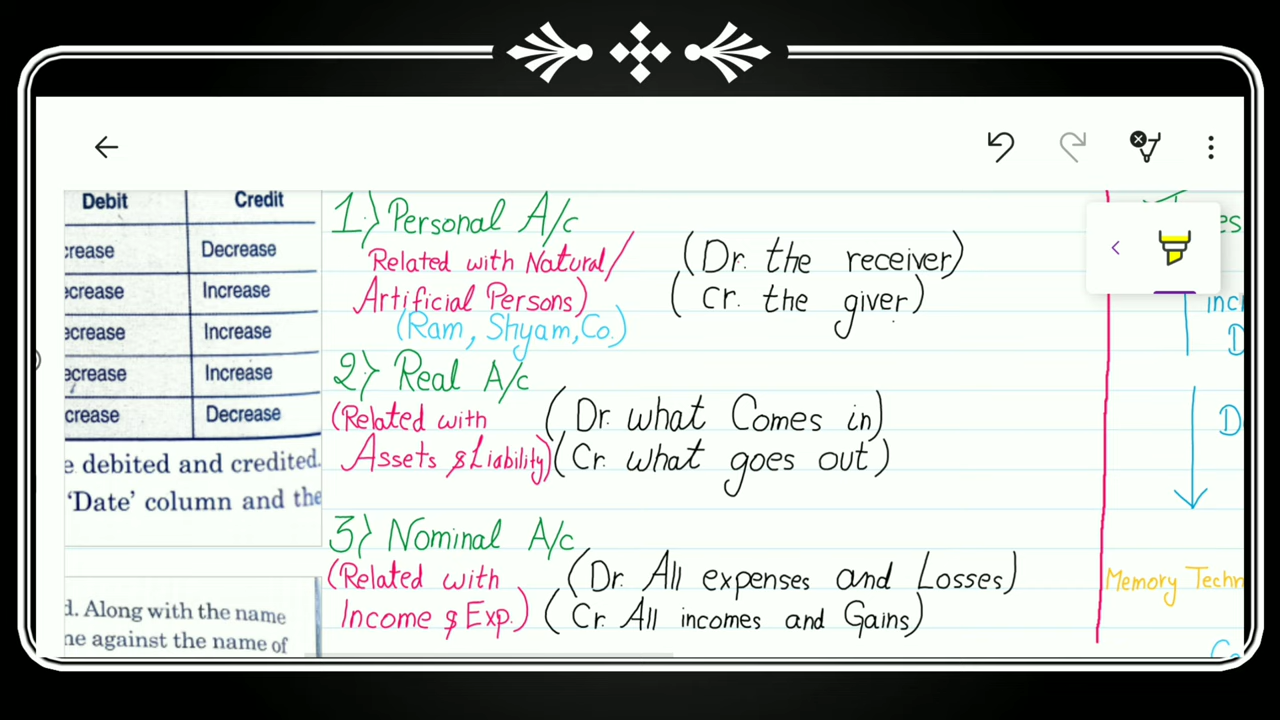 Debit Credit
crease Decrease
ecrease Increase
ecrease Increase
ecrease Increase
crease Decrease
e debited and credited.
'Date' column and the
d. Along with the name
ne against the name of
1) Personal A/c
Related with Natural/ (Dr. the receiver)
Artificial Persons) (Cr. the giver)
(Ram, Shyam, Co.)
2) Real A/c
(Related with (Dr. what Comes in)
Assets & Liability) (Cr. what goes out)
3) Nominal A/c
(Related with (Dr. All expenses and Losses)
Income & Exp.) (Cr. All incomes and Gains)
es
inc
D
D
Memory Techn